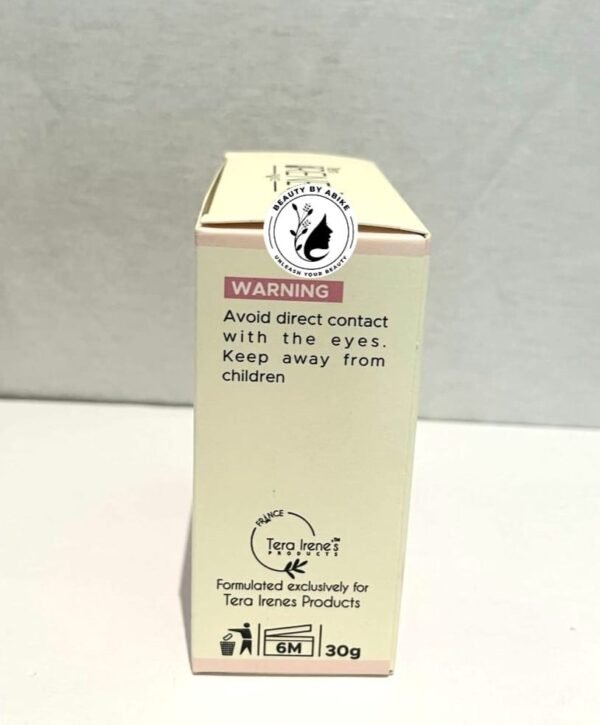 BEAUTY BY ABIKE
UNLEASH YOUR BEAUTY
WARNING
Avoid direct contact
with the eyes.
Keep away from
children
FRANCE
Tera Irene's™
PRODUCTS
Formulated exclusively for
Tera Irenes Products
6M
30g